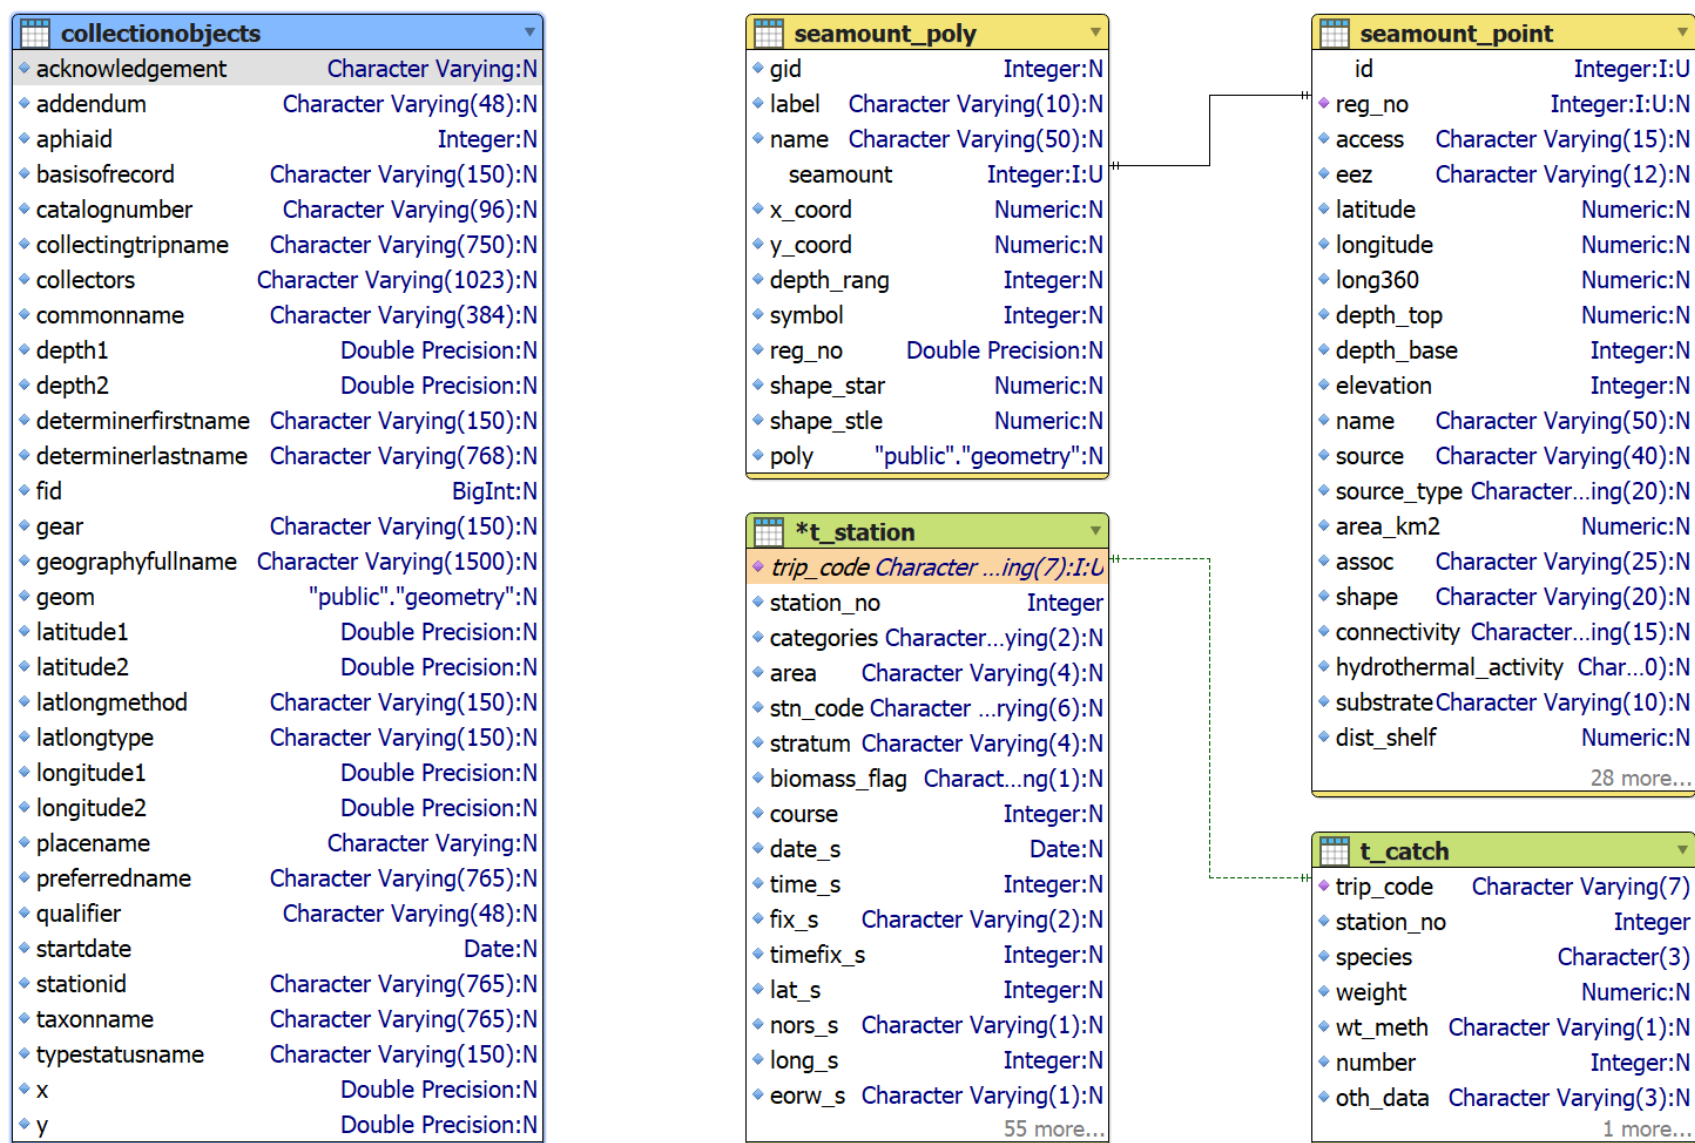 collectionobjects
acknowledgement Character Varying:N
addendum Character Varying(48):N
aphiaid Integer:N
basisofrecord Character Varying(150):N
catalognumber Character Varying(96):N
collectingtripname Character Varying(750):N
collectors Character Varying(1023):N
commonname Character Varying(384):N
depth1 Double Precision:N
depth2 Double Precision:N
determinerfirstname Character Varying(150):N
determinerlastname Character Varying(768):N
fid BigInt:N
gear Character Varying(150):N
geographyfullname Character Varying(1500):N
geom "public"."geometry":N
latitude1 Double Precision:N
latitude2 Double Precision:N
latlongmethod Character Varying(150):N
latlongtype Character Varying(150):N
longitude1 Double Precision:N
longitude2 Double Precision:N
placename Character Varying:N
preferredname Character Varying(765):N
qualifier Character Varying(48):N
startdate Date:N
stationid Character Varying(765):N
taxonname Character Varying(765):N
typestatusname Character Varying(150):N
x Double Precision:N
y Double Precision:N
seamount_poly
gid Integer:N
label Character Varying(10):N
name Character Varying(50):N
seamount Integer:I:U
x_coord Numeric:N
y_coord Numeric:N
depth_rang Integer:N
symbol Integer:N
reg_no Double Precision:N
shape_star Numeric:N
shape_stle Numeric:N
poly "public"."geometry":N
*t_station
trip_code Character ...ing(7):I:U
station_no Integer
categories Character...ying(2):N
area Character Varying(4):N
stn_code Character ...rying(6):N
stratum Character Varying(4):N
biomass_flag Charact...ng(1):N
course Integer:N
date_s Date:N
time_s Integer:N
fix_s Character Varying(2):N
timefix_s Integer:N
lat_s Integer:N
nors_s Character Varying(1):N
long_s Integer:N
eorw_s Character Varying(1):N
55 more...
seamount_point
id Integer:I:U
reg_no Integer:I:U:N
access Character Varying(15):N
eez Character Varying(12):N
latitude Numeric:N
longitude Numeric:N
long360 Numeric:N
depth_top Numeric:N
depth_base Integer:N
elevation Integer:N
name Character Varying(50):N
source Character Varying(40):N
source_type Character...ing(20):N
area_km2 Numeric:N
assoc Character Varying(25):N
shape Character Varying(20):N
connectivity Character...ing(15):N
hydrothermal_activity Char...0):N
substrate Character Varying(10):N
dist_shelf Numeric:N
28 more...
t_catch
trip_code Character Varying(7)
station_no Integer
species Character(3)
weight Numeric:N
wt_meth Character Varying(1):N
number Integer:N
oth_data Character Varying(3):N
1 more...